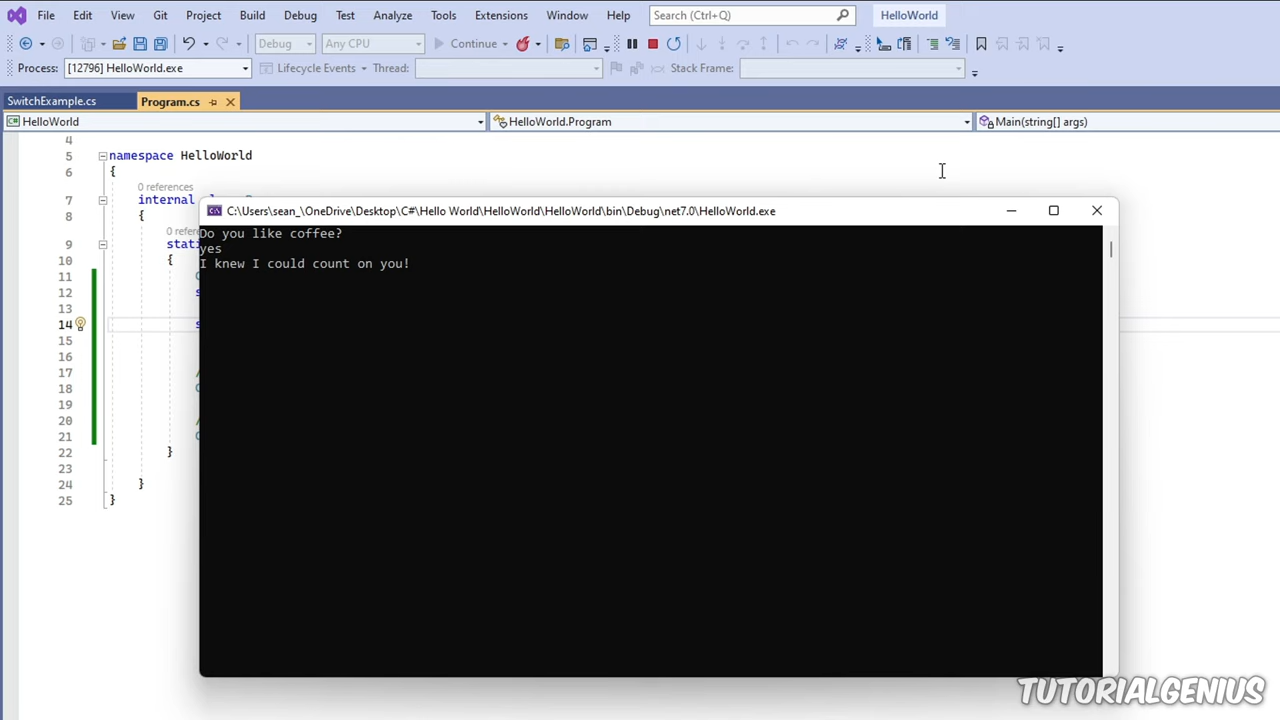 File Edit View Git Project Build Debug Test Analyze Tools Extensions Window Help Search (Ctrl+Q) HelloWorld
Debug Any CPU Continue
Process: [12796] HelloWorld.exe Lifecycle Events Thread: Stack Frame:
SwitchExample.cs Program.cs
HelloWorld HelloWorld.Program Main(string[] args)
4
5 namespace HelloWorld
6 {
0 references
7 internal
8 {
9
10 {
11
12
13
14
15
16
17
18
19
20
21
22 }
23
24 }
25 }
C:\Users\sean_\OneDrive\Desktop\C#\Hello World\HelloWorld\HelloWorld\bin\Debug\net7.0\HelloWorld.exe
Do you like coffee?
yes
I knew I could count on you!
TUTORIALGENIUS